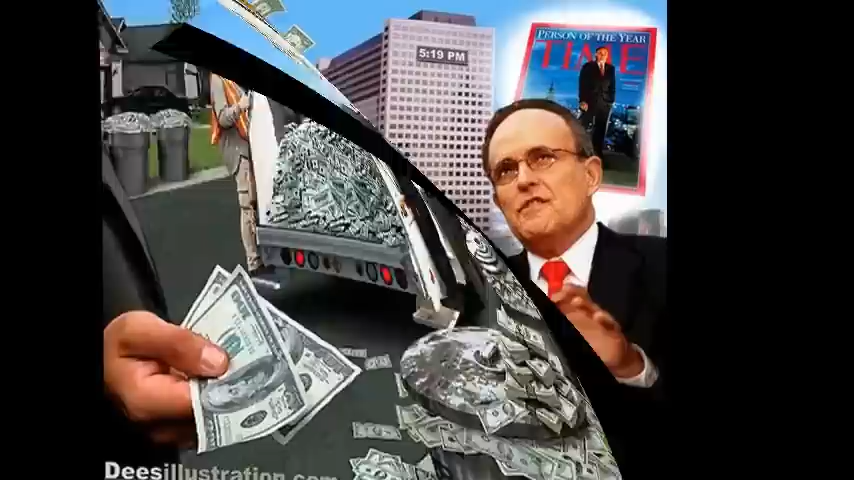 5:19 PM
PERSON OF THE YEAR
TIME
Deesillustration.com